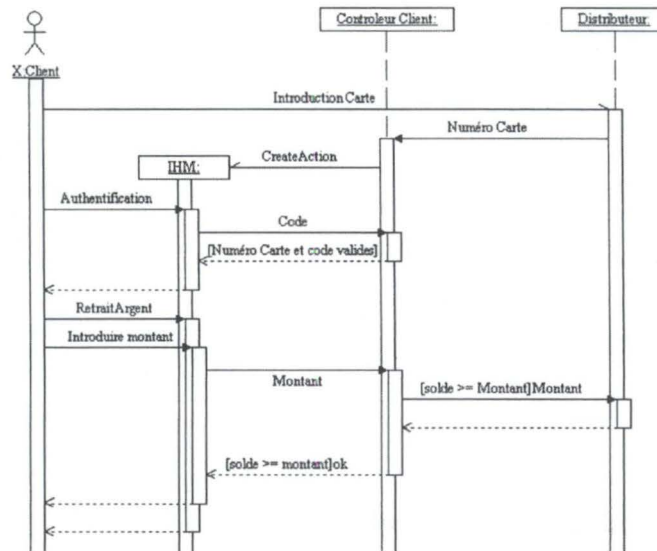 Controleur Client:
Distributeur:
X:Client
Introduction Carte
Numéro Carte
CreateAction
IHM:
Authentification
Code
[Numéro Carte et code valides]
RetraitArgent
Introduire montant
Montant
[solde >= Montant]Montant
[solde >= montant]ok